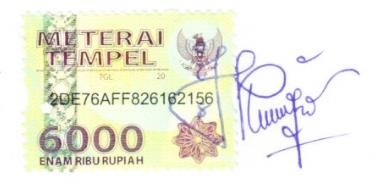 METERAI
TEMPEL
TGL. 20
2DE76AFF826162156
6000
ENAM RIBU RUPIAH